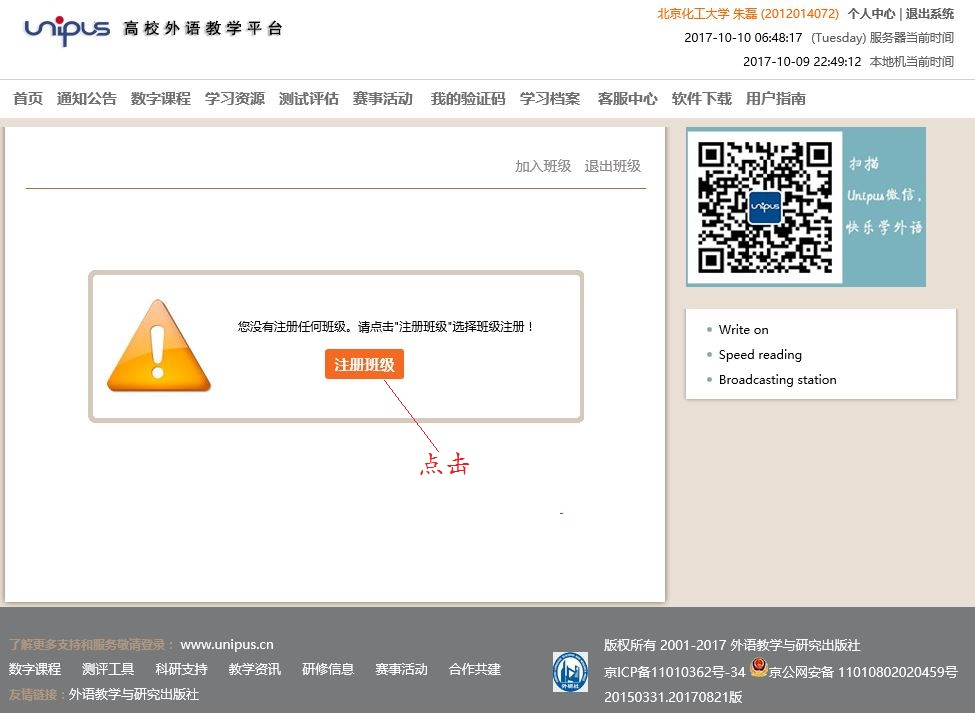 unipus 高校外语教学平台
北京化工大学 朱磊 (2012014072) 个人中心 | 退出系统
2017-10-10 06:48:17 (Tuesday) 服务器当前时间
2017-10-09 22:49:12 本地机当前时间
首页 通知公告 数字课程 学习资源 测试评估 赛事活动 我的验证码 学习档案 客服中心 软件下载 用户指南
加入班级 退出班级
您没有注册任何班级。请点击"注册班级"选择班级注册！
注册班级
点击
-
unipus
扫描
Unipus微信，
快乐学外语
Write on
Speed reading
Broadcasting station
了解更多支持和服务敬请登录： www.unipus.cn
数字课程 测评工具 科研支持 教学资讯 研修信息 赛事活动 合作共建
友情链接：外语教学与研究出版社
外研社
版权所有 2001-2017 外语教学与研究出版社
京ICP备11010362号-34 京公网安备 11010802020459号
20150331.20170821版